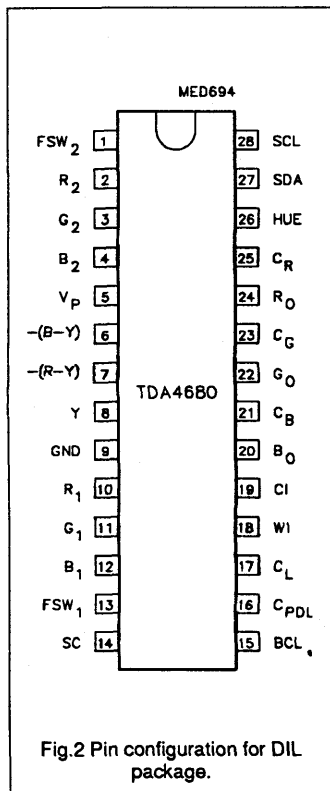 MED694
FSW2 1 28 SCL
R2 2 27 SDA
G2 3 26 HUE
B2 4 25 CR
VP 5 24 RO
-(B-Y) 6 23 CG
-(R-Y) 7 22 GO
TDA4680
Y 8 21 CB
GND 9 20 BO
R1 10 19 CI
G1 11 18 WI
B1 12 17 CL
FSW1 13 16 CPDL
SC 14 15 BCL
Fig.2 Pin configuration for DIL
package.